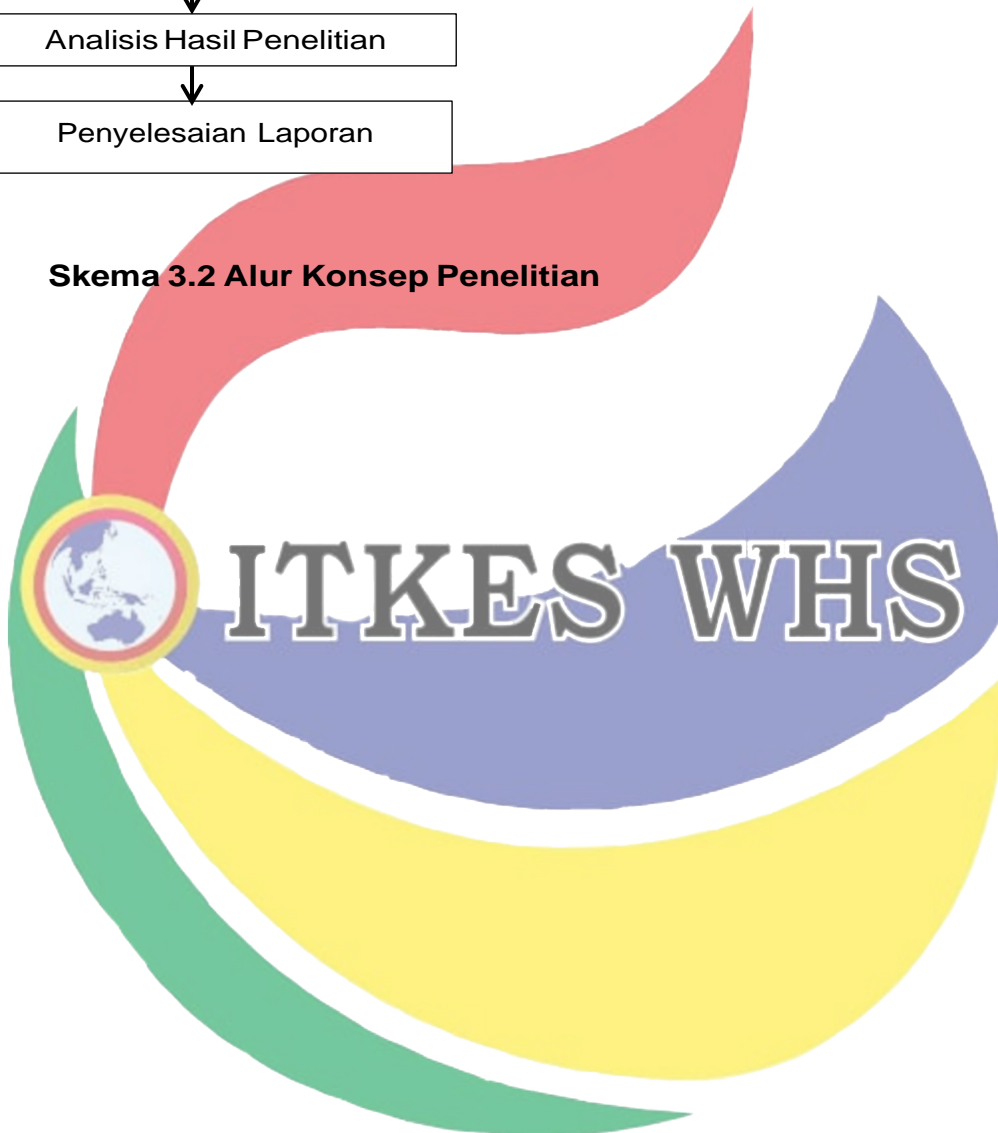 Analisis Hasil Penelitian
Penyelesaian Laporan
Skema 3.2 Alur Konsep Penelitian
ITKES WHS